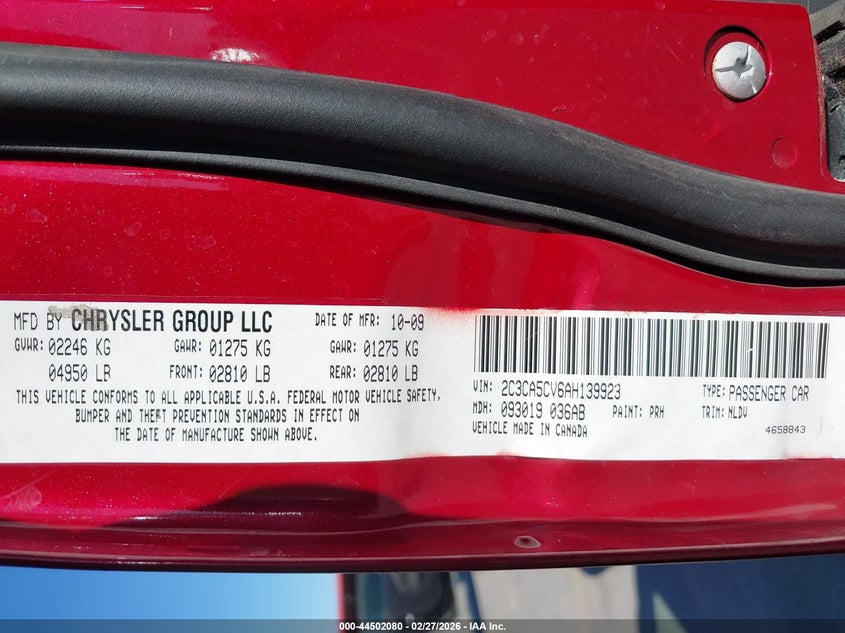 MFD BY CHRYSLER GROUP LLC DATE OF MFR: 10-09
GVWR: 02246 KG GAWR: 01275 KG GAWR: 01275 KG
04950 LB FRONT: 02810 LB REAR: 02810 LB
THIS VEHICLE CONFORMS TO ALL APPLICABLE U.S.A. FEDERAL MOTOR VEHICLE SAFETY,
BUMPER AND THEFT PREVENTION STANDARDS IN EFFECT ON
THE DATE OF MANUFACTURE SHOWN ABOVE.
VIN: 2C3CA5CV6AH139923 TYPE: PASSENGER CAR
MDH: 093019 036AB PAINT: PRH TRIM: NLDV
VEHICLE MADE IN CANADA 4658843
000-44502080 - 02/27/2026 - IAA Inc.